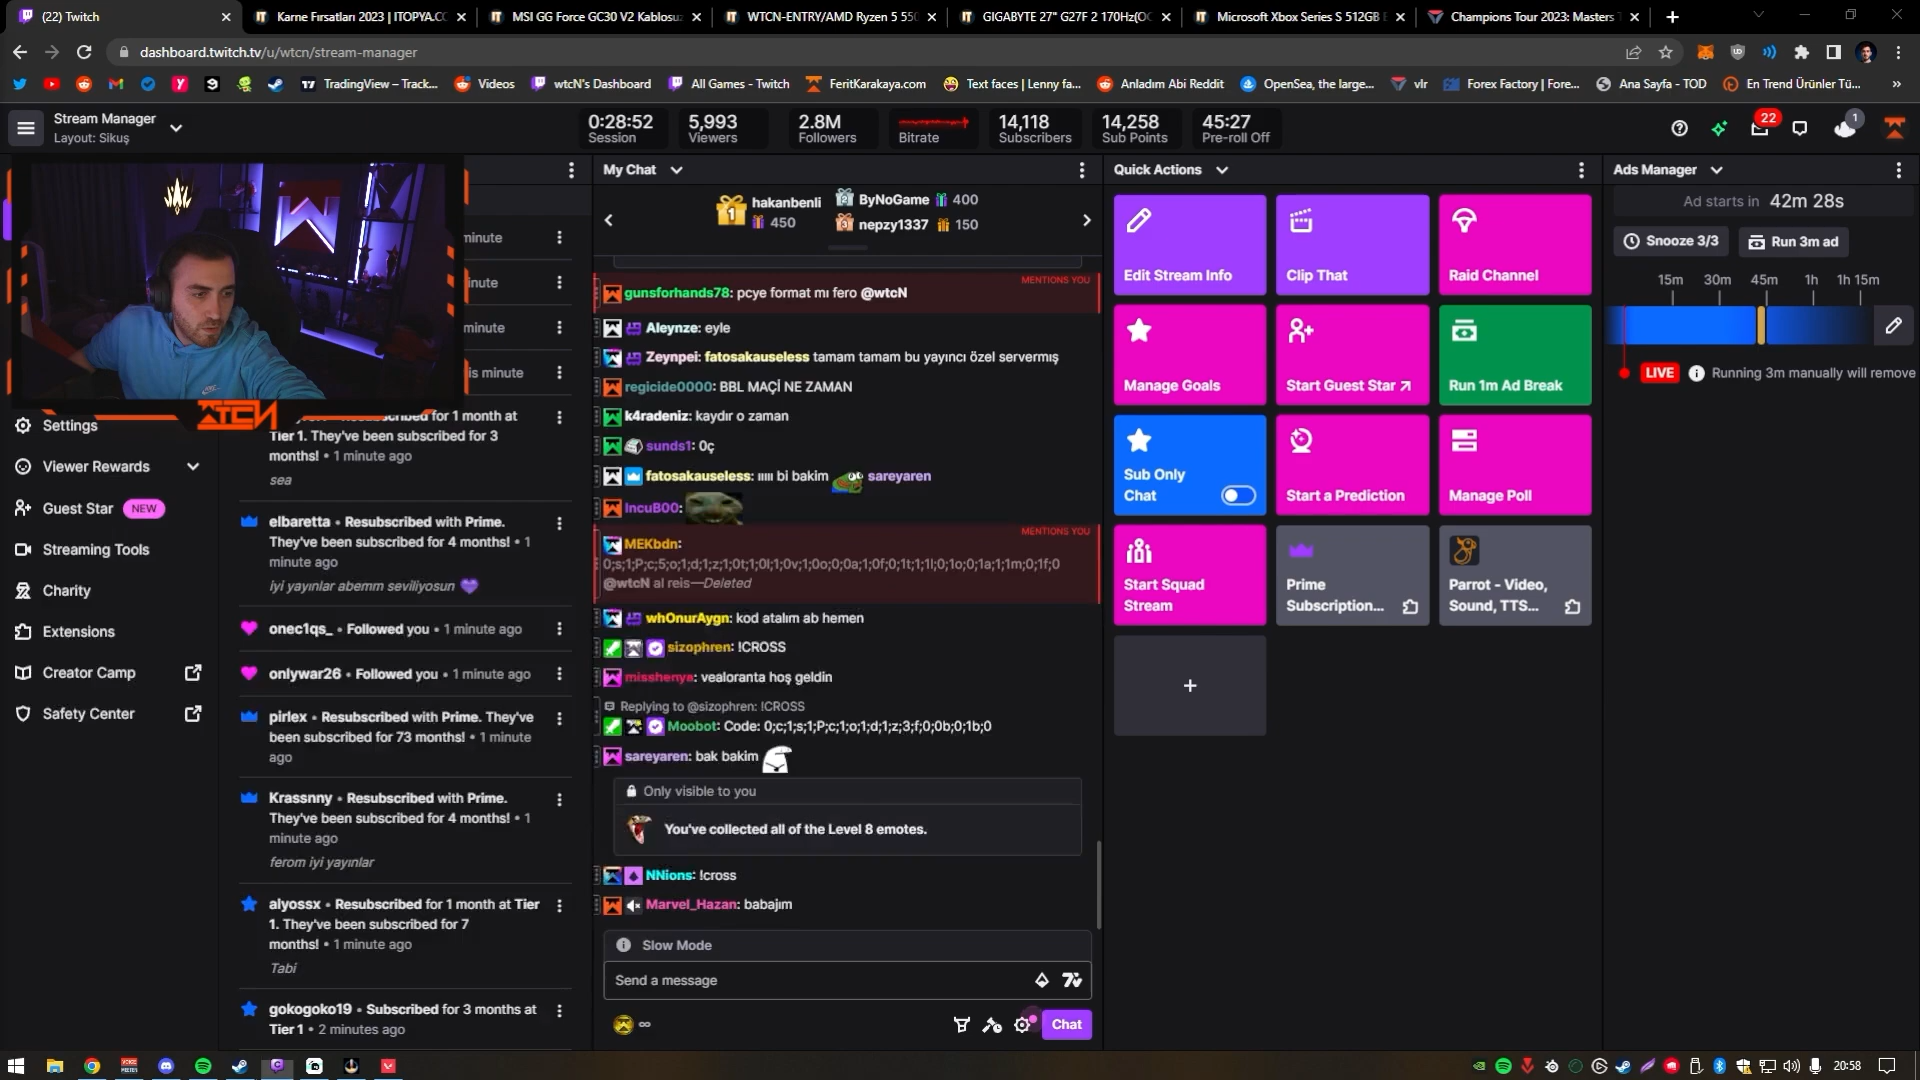 (22) Twitch
Karne Fırsatları 2023 | ITOPYA.CO
MSI GG Force GC30 V2 Kablosuz
WTCN-ENTRY/AMD Ryzen 5 550
GIGABYTE 27" G27F 2 170Hz(OC
Microsoft Xbox Series S 512GB
Champions Tour 2023: Masters
dashboard.twitch.tv/u/wtcn/stream-manager
TradingView – Track...
Videos
wtcN's Dashboard
All Games - Twitch
FeritKarakaya.com
Text faces | Lenny fa...
Anladım Abi Reddit
OpenSea, the large...
vlr
Forex Factory | Fore...
Ana Sayfa - TOD
En Trend Ürünler Tü...
Stream Manager
Layout: Sikuş
0:28:52
Session
5,993
Viewers
2.8M
Followers
Bitrate
14,118
Subscribers
14,258
Sub Points
45:27
Pre-roll Off
22
1
WTCN
Settings
Viewer Rewards
Guest Star NEW
Streaming Tools
Charity
Extensions
Creator Camp
Safety Center
minute
inute
minute
is minute
for 1 month at
Tier 1. They've been subscribed for 3
months! • 1 minute ago
sea
elbaretta • Resubscribed with Prime.
They've been subscribed for 4 months! • 1
minute ago
iyi yayınlar abemm seviliyosun
onec1qs_ • Followed you • 1 minute ago
onlywar26 • Followed you • 1 minute ago
pirlex • Resubscribed with Prime. They've
been subscribed for 73 months! • 1 minute
ago
Krassnny • Resubscribed with Prime.
They've been subscribed for 4 months! • 1
minute ago
ferom iyi yayınlar
alyossx • Resubscribed for 1 month at Tier
1. They've been subscribed for 7
months! • 1 minute ago
Tabi
gokogoko19 • Subscribed for 3 months at
Tier 1 • 2 minutes ago
My Chat
1 hakanbenli
450
2 ByNoGame 400
3 nepzy1337 150
MENTIONS YOU
gunsforhands78: pcye format mı fero @wtcN
Aleynze: eyle
Zeynpei: fatosakauseless tamam tamam bu yayıncı özel servermış
regicide0000: BBL MAÇİ NE ZAMAN
k4radeniz: kaydır o zaman
sunds1: 0ç
fatosakauseless: bi bakim sareyaren
IncuB00:
MENTIONS YOU
MEKbdn:
0;s;1;P;c;5;o;1;d;1;z;1;0t;1;0l;1;0v;1;0o;0;0a;1;0f;0;1t;1;1l;0;1o;0;1a;1;1m;0;1f;0
@wtcN al reis—Deleted
whOnurAygn: kod atalım ab hemen
sizophren: !CROSS
misshenya: vealoranta hoş geldin
Replying to @sizophren: !CROSS
Moobot: Code: 0;c;1;s;1;P;c;1;o;1;d;1;z;3;f;0;0b;0;1b;0
sareyaren: bak bakim
Only visible to you
You've collected all of the Level 8 emotes.
NNions: !cross
Marvel_Hazan: babajım
Slow Mode
Send a message
∞
Chat
Quick Actions
Edit Stream Info
Clip That
Raid Channel
Manage Goals
Start Guest Star
Run 1m Ad Break
Sub Only
Chat
Start a Prediction
Manage Poll
Start Squad
Stream
Prime
Subscription...
Parrot - Video,
Sound, TTS...
+
Ads Manager
Ad starts in 42m 28s
Snooze 3/3
Run 3m ad
15m 30m 45m 1h 1h 15m
LIVE Running 3m manually will remove
20:58